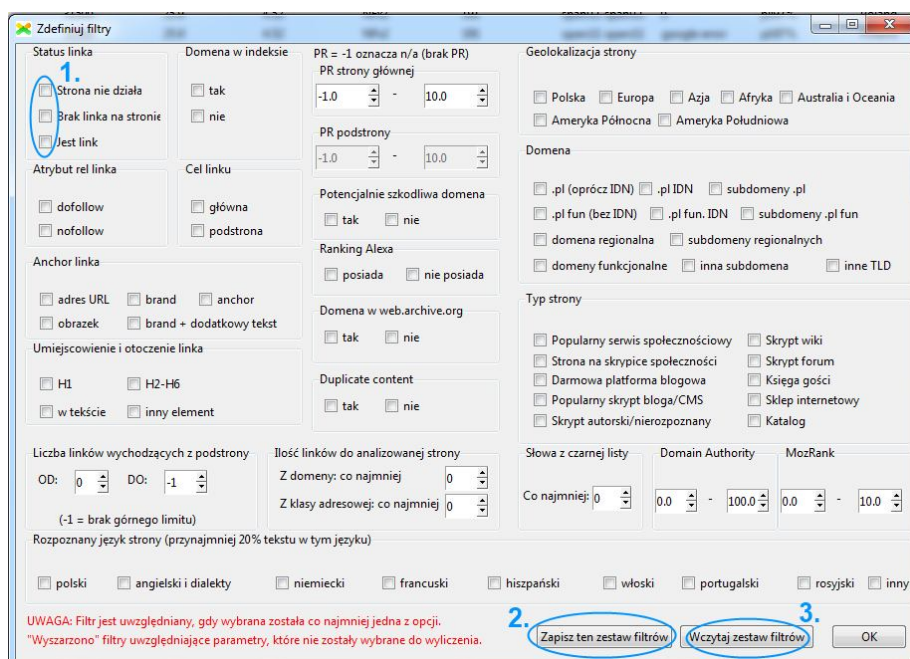 Zdefiniuj filtry
Status linka
1.
Strona nie działa
Brak linka na stronie
Jest link
Domena w indeksie
tak
nie
PR = -1 oznacza n/a (brak PR)
PR strony głównej
-1.0 - 10.0
PR podstrony
-1.0 - 10.0
Geolokalizacja strony
Polska Europa Azja Afryka Australia i Oceania
Ameryka Północna Ameryka Południowa
Atrybut rel linka
dofollow
nofollow
Cel linku
główna
podstrona
Potencjalnie szkodliwa domena
tak nie
Ranking Alexa
posiada nie posiada
Domena
.pl (oprócz IDN) .pl IDN subdomeny .pl
.pl fun (bez IDN) .pl fun. IDN subdomeny .pl fun
domena regionalna subdomeny regionalnych
domeny funkcjonalne inna subdomena inne TLD
Anchor linka
adres URL brand anchor
obrazek brand + dodatkowy tekst
Domena w web.archive.org
tak nie
Umiejscowienie i otoczenie linka
H1 H2-H6
w tekście inny element
Duplicate content
tak nie
Typ strony
Popularny serwis społecznościowy Skrypt wiki
Strona na skrypice społeczności Skrypt forum
Darmowa platforma blogowa Księga gości
Popularny skrypt bloga/CMS Sklep internetowy
Skrypt autorski/nierozpoznany Katalog
Liczba linków wychodzących z podstrony
OD: 0 DO: -1
(-1 = brak górnego limitu)
Ilość linków do analizowanej strony
Z domeny: co najmniej 0
Z klasy adresowej: co najmniej 0
Słowa z czarnej listy
Co najmniej: 0
Domain Authority
0.0 - 100.0
MozRank
0.0 - 10.0
Rozpoznany język strony (przynajmniej 20% tekstu w tym języku)
polski angielski i dialekty niemiecki francuski hiszpański włoski portugalski rosyjski inny
UWAGA: Filtr jest uwzględniany, gdy wybrana została co najmniej jedna z opcji.
"Wyszarzono" filtry uwzględniające parametry, które nie zostały wybrane do wyliczenia.
2.
Zapisz ten zestaw filtrów
3.
Wczytaj zestaw filtrów
OK